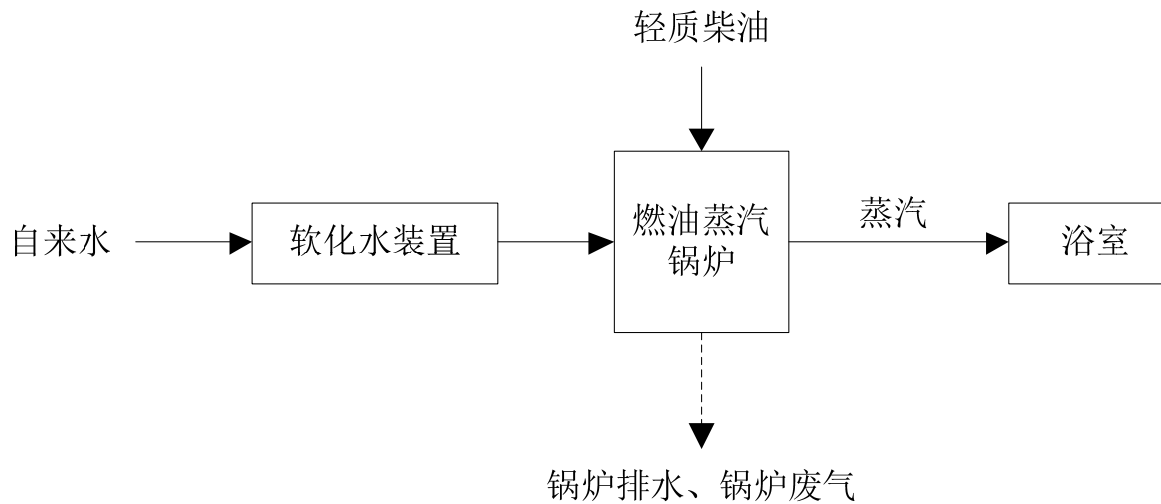 轻质柴油
自来水
软化水装置
燃油蒸汽
锅炉
蒸汽
浴室
锅炉排水、锅炉废气